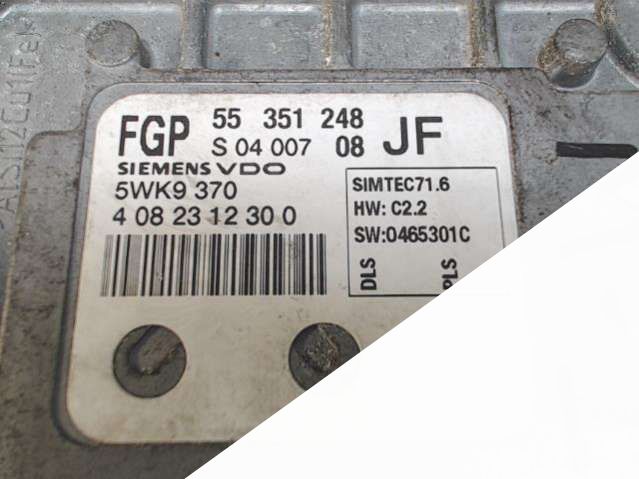 FGP 55 351 248 JF
S 04 007 08
SIEMENS VDO
5WK9 370
4 08 23 12 30 0
SIMTEC71.6
HW: C2.2
SW:0465301C
DLS